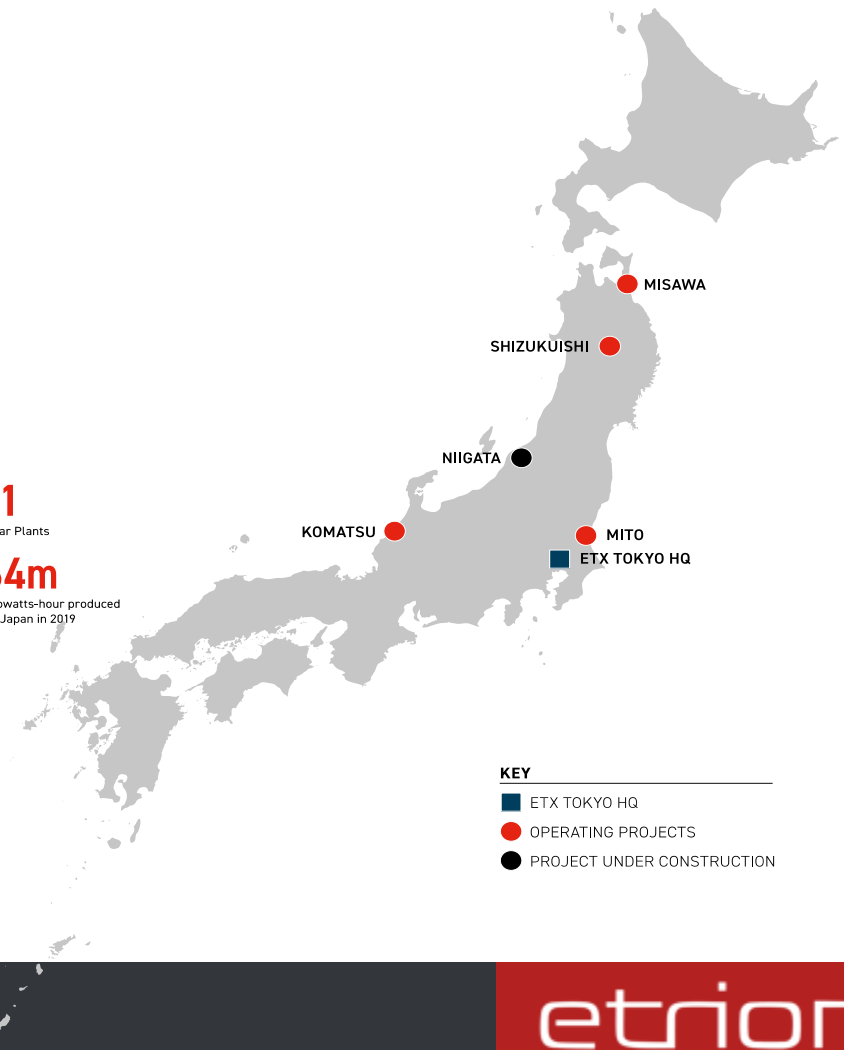 MISAWA
SHIZUKUISHI
NIIGATA
1
ar Plants
KOMATSU
MITO
ETX TOKYO HQ
4m
owatts-hour produced
Japan in 2019
KEY
ETX TOKYO HQ
OPERATING PROJECTS
PROJECT UNDER CONSTRUCTION
etrion